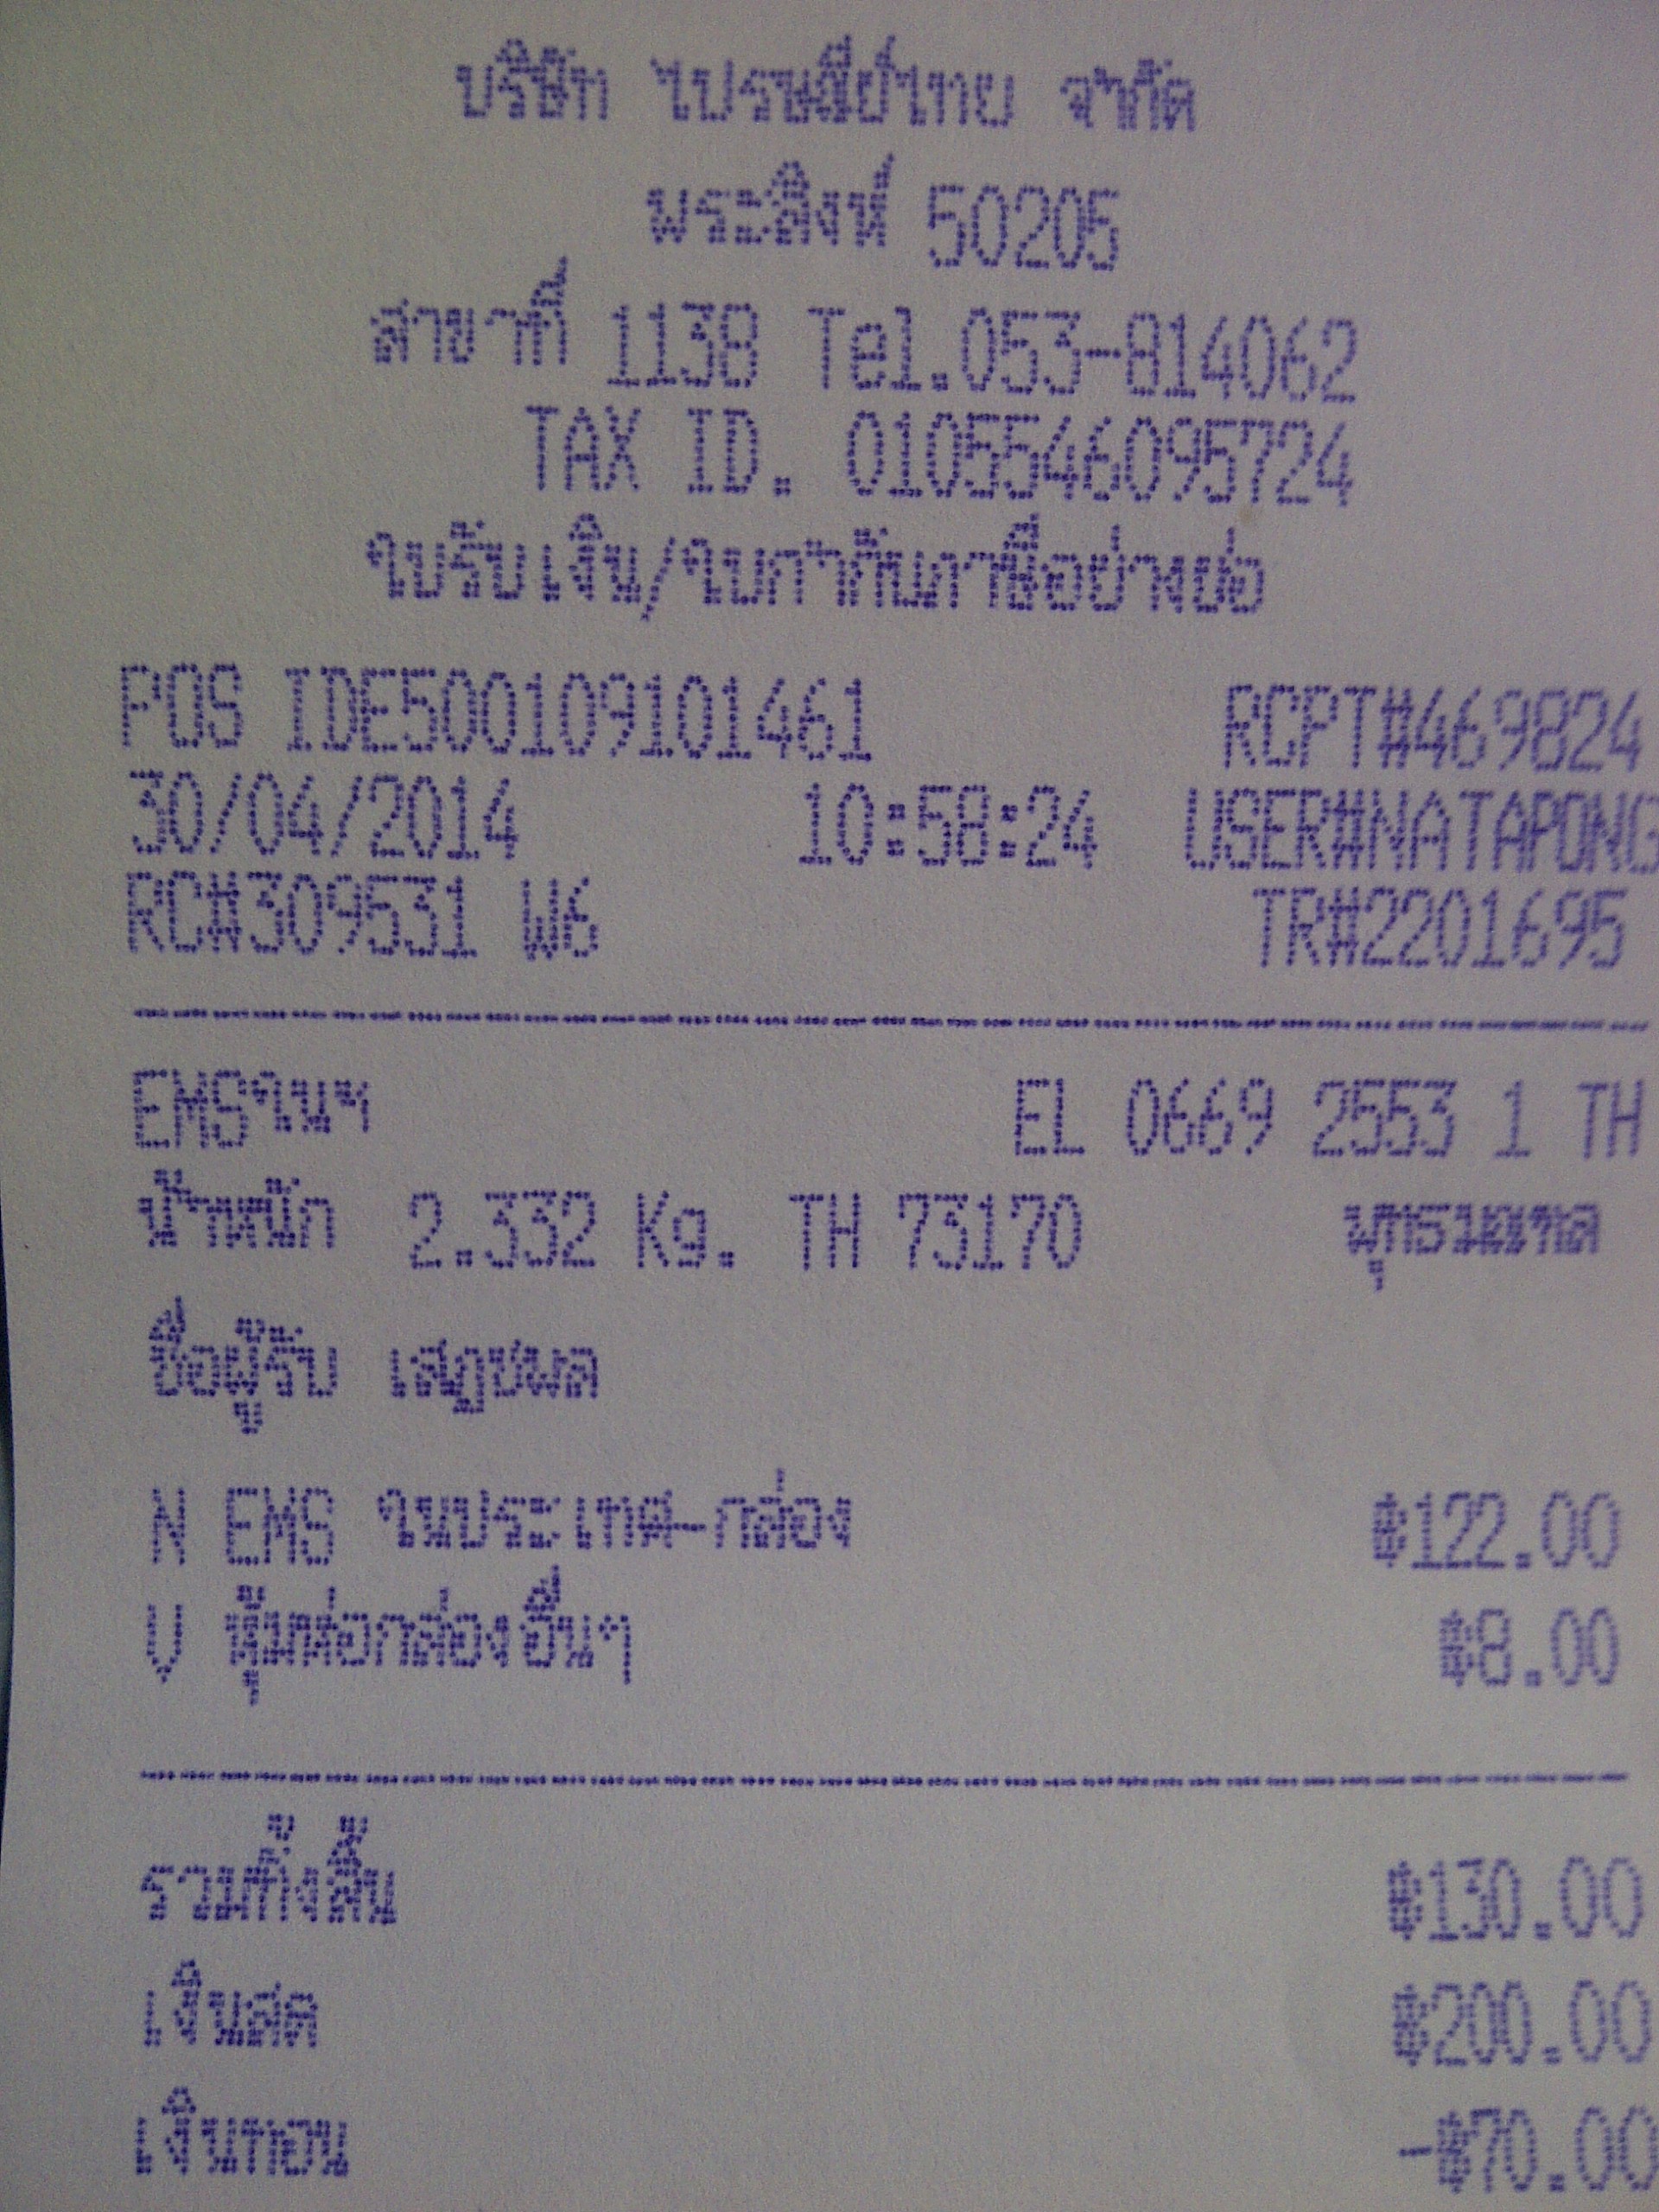 บริษัท ไปรษณีย์ไทย จำกัด
พระสิงห์ 50205
สาขาที่ 1138 Tel.053-814062
TAX ID. 0105546095724
ใบรับเงิน/ใบกำกับภาษีอย่างย่อ
POS IDE5001091014​61 RCPT#469824
30/04/2014 10:58:24 USER#NATAPONG
RC#309531 W6 TR#2201695
EMSในฯ EL 0669 2553 1 TH
น้ำหนัก 2.332 Kg. TH 73170 พุทธมณฑล
ชื่อผู้รับ เสฎชพล
N EMS ในประเทศ-กล่อง ฿122.00
V หุ้มห่อกล่องอื่นๆ ฿8.00
รวมทั้งสิ้น ฿130.00
เงินสด ฿200.00
เงินทอน -฿70.00